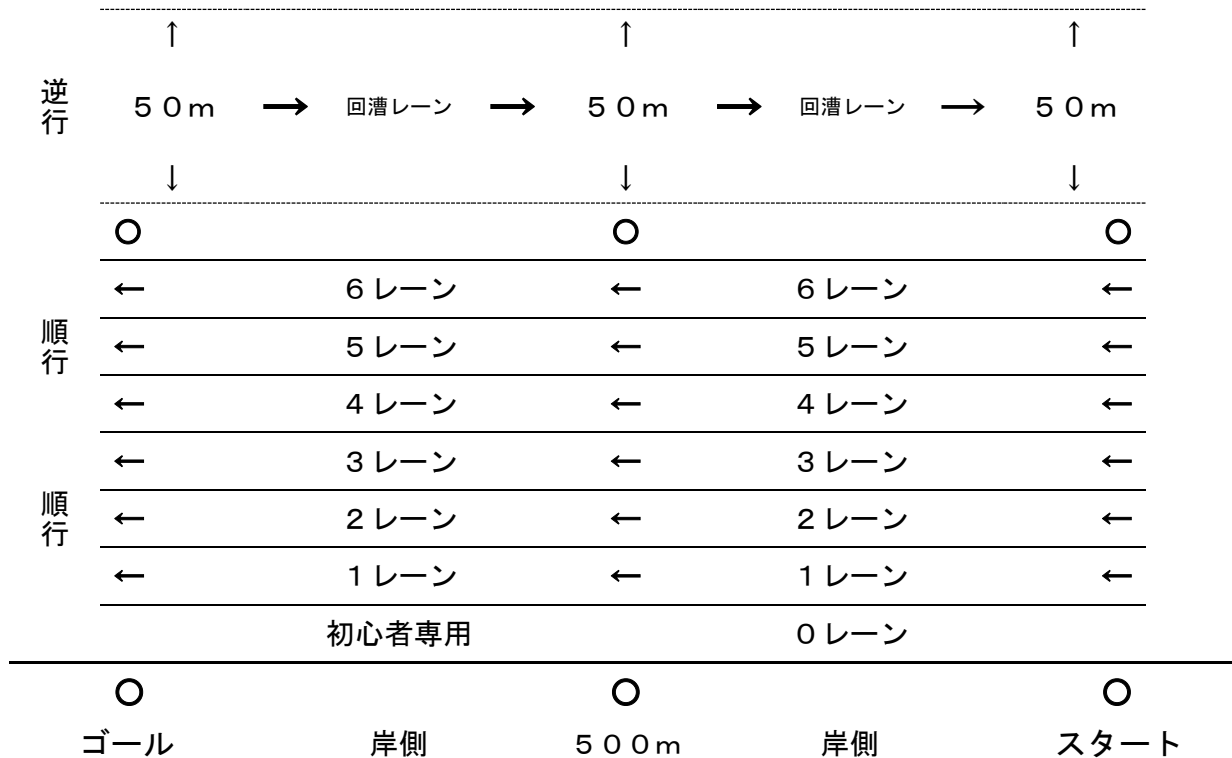 ↑ ↑ ↑
逆行 ５０ｍ → 回漕レーン → ５０ｍ → 回漕レーン → ５０ｍ
↓ ↓ ↓
○ ○ ○
← ６レーン ← ６レーン ←
順行 ← ５レーン ← ５レーン ←
← ４レーン ← ４レーン ←
← ３レーン ← ３レーン ←
順行 ← ２レーン ← ２レーン ←
← １レーン ← １レーン ←
初心者専用 ０レーン
○ ○ ○
ゴール 岸側 ５００ｍ 岸側 スタート